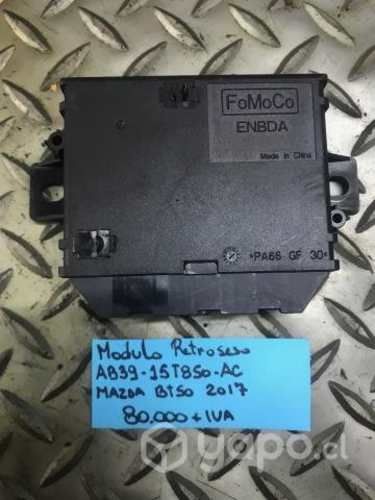 FoMoCo
ENBDA
Made in China
>PA66 GF 30<
Modulo Retroseso
AB39-15T850-AC
MAZDA BT50 2017
80.000 + IVA
yapo.cl